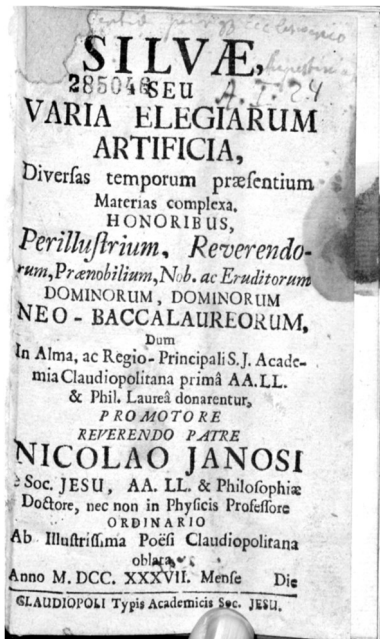 SILVÆ,
285046
SEU
A. I. 24
VARIA ELEGIARUM
ARTIFICIA,
Diverſas temporum præſentium
Materias complexa,
HONORIBUS,
Perilluſtrium, Reverendo-
rum, Prænobilium, Nob. ac Eruditorum
DOMINORUM, DOMINORUM
NEO-BACCALAUREORUM,
Dum
In Alma, ac Regio-Principali S.J. Acade-
mia Claudiopolitana primâ AA. LL.
& Phil. Laureâ donarentur,
PROMOTORE
REVERENDO PATRE
NICOLAO JANOSI
è Soc. JESU, AA. LL. & Philoſophiæ
Doctore, nec non in Phyſicis Profeſſore
ORDINARIO
Ab Illuſtriſſima Poëſi Claudiopolitana
oblata,
Anno M. DCC. XXXVII. Menſe Die
CLAUDIOPOLI Typis Academicis Soc. JESU.